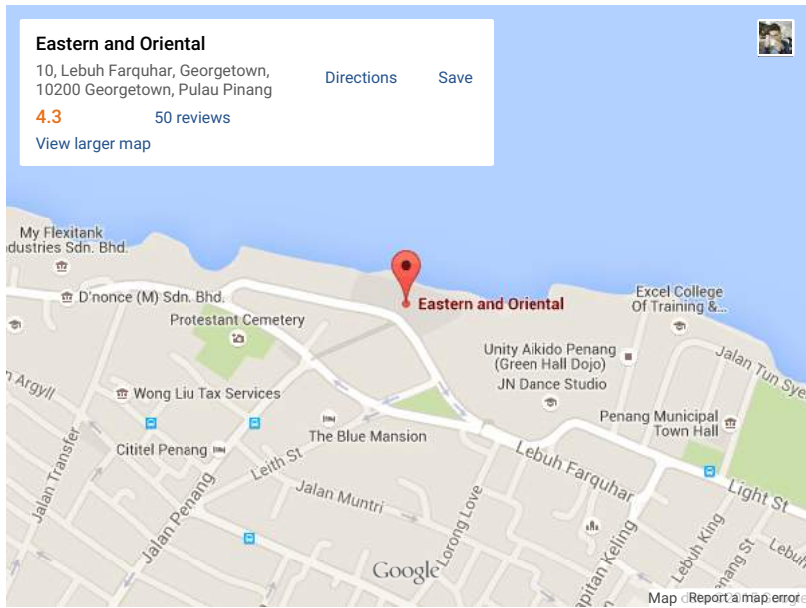 Eastern and Oriental
10, Lebuh Farquhar, Georgetown,
10200 Georgetown, Pulau Pinang
Directions
Save
4.3
50 reviews
View larger map
My Flexitank
ndustries Sdn. Bhd.
D'nonce (M) Sdn. Bhd.
Protestant Cemetery
Eastern and Oriental
Excel College
Of Training &...
Unity Aikido Penang
(Green Hall Dojo)
JN Dance Studio
Jalan Tun Sye
n Argyll
Wong Liu Tax Services
The Blue Mansion
Penang Municipal
Town Hall
Cititel Penang
Leith St
Lebuh Farquhar
Jalan Transfer
Jalan Penang
Jalan Muntri
Lorong Love
Light St
apitan Keling
Lebuh King
enang St
Lebuh
Google
Map
Report a map error